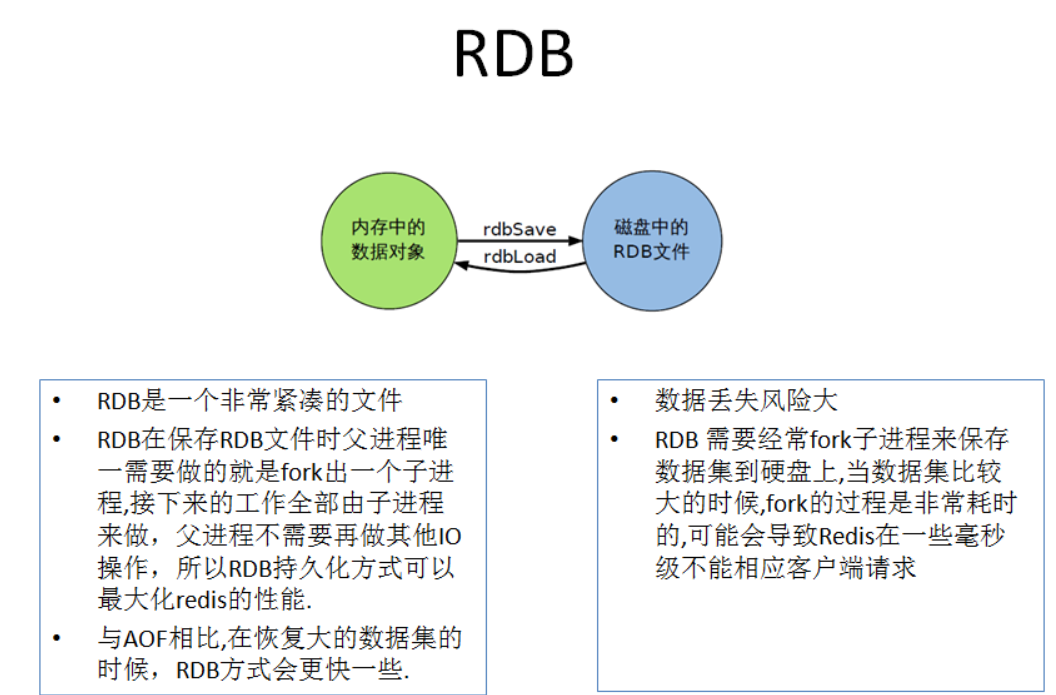 RDB
内存中的
数据对象
rdbSave
rdbLoad
磁盘中的
RDB文件
• RDB是一个非常紧凑的文件
• RDB在保存RDB文件时父进程唯
一需要做的就是fork出一个子进
程,接下来的工作全部由子进程
来做，父进程不需要再做其他IO
操作，所以RDB持久化方式可以
最大化redis的性能.
• 与AOF相比,在恢复大的数据集的
时候，RDB方式会更快一些.
• 数据丢失风险大
• RDB 需要经常fork子进程来保存
数据集到硬盘上,当数据集比较
大的时候,fork的过程是非常耗时
的,可能会导致Redis在一些毫秒
级不能相应客户端请求